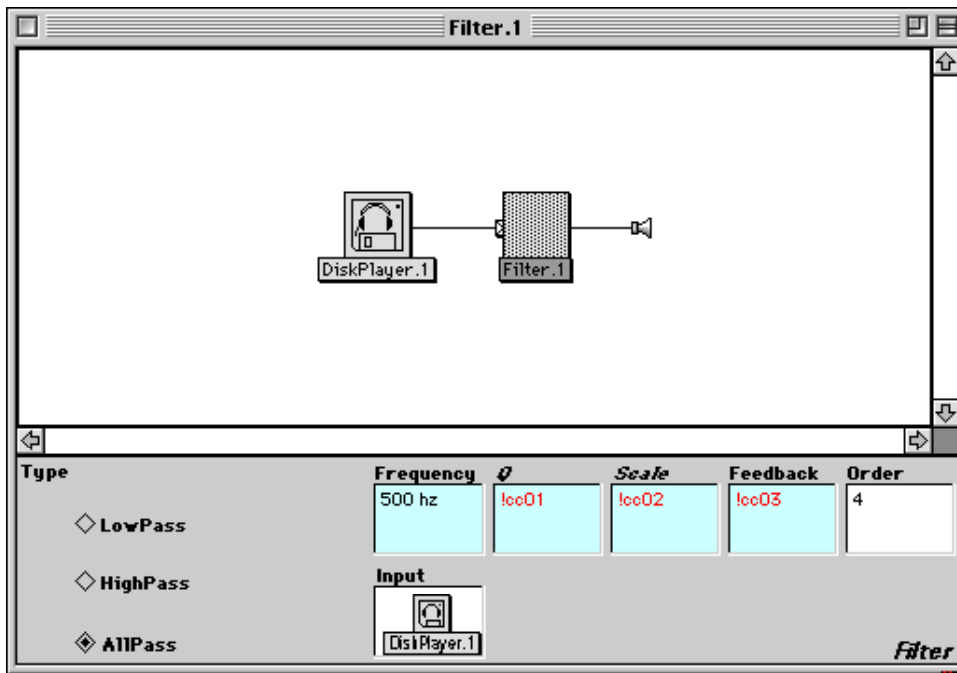 Filter.1
DiskPlayer.1
Filter.1
Type
Frequency Q Scale Feedback Order
500 hz !cc01 !cc02 !cc03 4
LowPass
HighPass
Input
DiskPlayer.1
AllPass
Filter